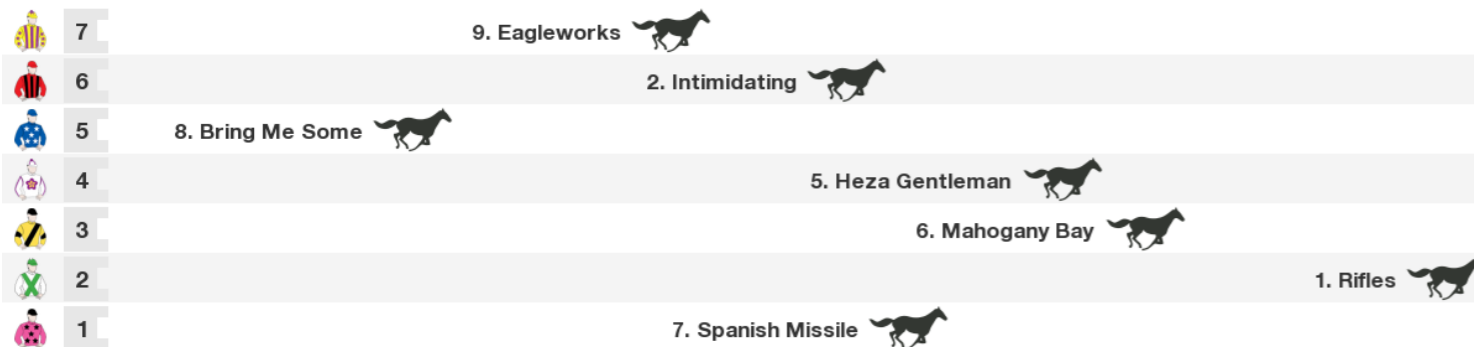 7 9. Eagleworks
6 2. Intimidating
5 8. Bring Me Some
4 5. Heza Gentleman
3 6. Mahogany Bay
2 1. Rifles
1 7. Spanish Missile